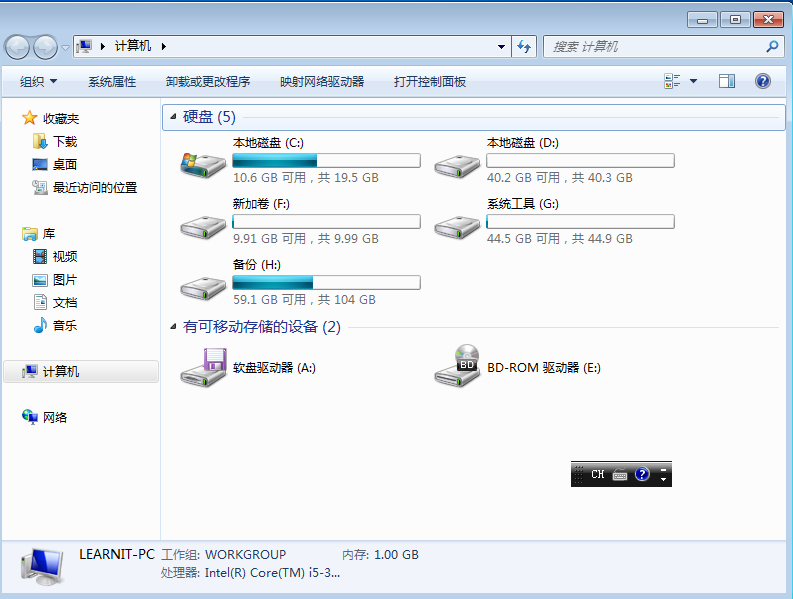 计算机
搜索 计算机
组织 系统属性 卸载或更改程序 映射网络驱动器 打开控制面板
收藏夹
下载
桌面
最近访问的位置
库
视频
图片
文档
音乐
计算机
网络
硬盘 (5)
本地磁盘 (C:)
10.6 GB 可用，共 19.5 GB
本地磁盘 (D:)
40.2 GB 可用，共 40.3 GB
新加卷 (F:)
9.91 GB 可用，共 9.99 GB
系统工具 (G:)
44.5 GB 可用，共 44.9 GB
备份 (H:)
59.1 GB 可用，共 104 GB
有可移动存储的设备 (2)
软盘驱动器 (A:)
BD
BD-ROM 驱动器 (E:)
CH
LEARNIT-PC 工作组: WORKGROUP 内存: 1.00 GB
处理器: Intel(R) Core(TM) i5-3...